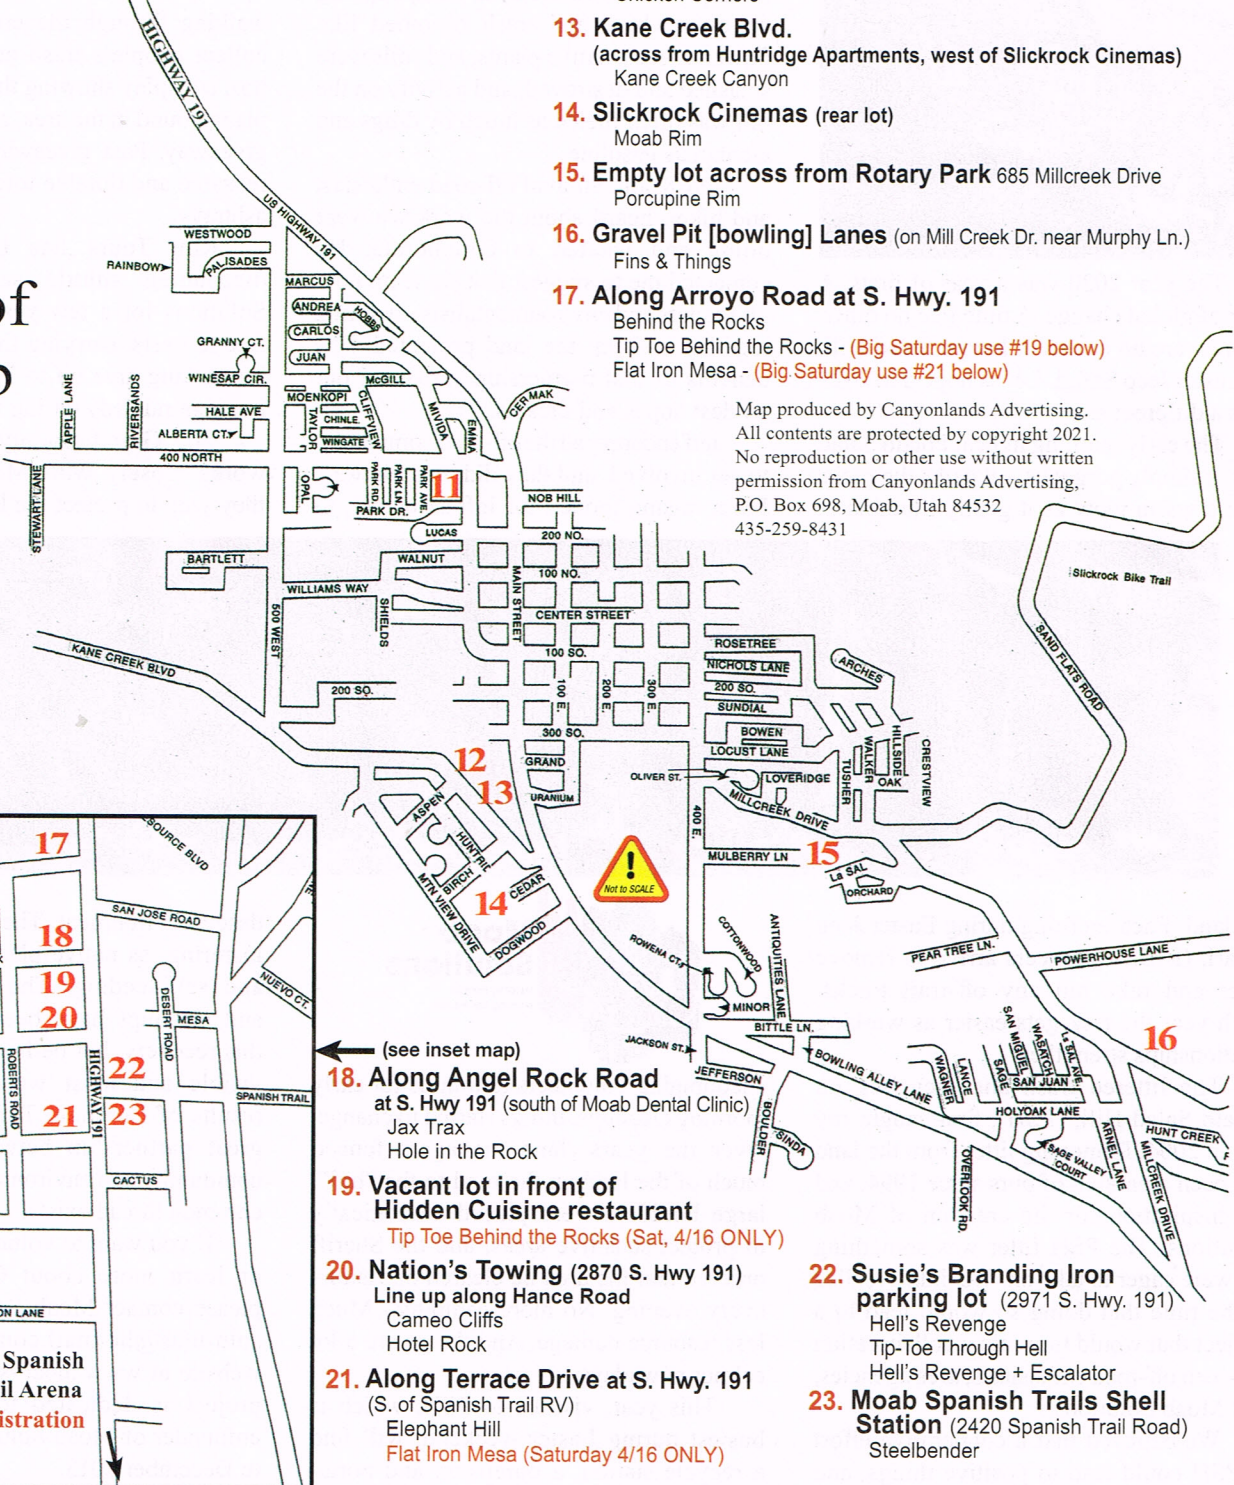 13. Kane Creek Blvd.
(across from Huntridge Apartments, west of Slickrock Cinemas)
Kane Creek Canyon
14. Slickrock Cinemas (rear lot)
Moab Rim
15. Empty lot across from Rotary Park 685 Millcreek Drive
Porcupine Rim
16. Gravel Pit [bowling] Lanes (on Mill Creek Dr. near Murphy Ln.)
Fins & Things
17. Along Arroyo Road at S. Hwy. 191
Behind the Rocks
Tip Toe Behind the Rocks - (Big Saturday use #19 below)
Flat Iron Mesa - (Big Saturday use #21 below)
Map produced by Canyonlands Advertising.
All contents are protected by copyright 2021.
No reproduction or other use without written
permission from Canyonlands Advertising,
P.O. Box 698, Moab, Utah 84532
435-259-8431
of
HIGHWAY 191
US HIGHWAY 191
WESTWOOD
RAINBOW
PALISADES
MARCUS
ANDREA
HOBBS
CARLOS
GRANNY CT.
JUAN
WINESAP CIR.
McGILL
APPLE LANE
RIVERSANDS
HALE AVE
ALBERTA CT.
MOENKOPI
TAYLOR
CHINLE
WINGATE
CLIFFVIEW
MIVIDA
EMMA
CERMAK
400 NORTH
STEWART LANE
OPAL
PARK RD.
PARK LN.
PARK AVE.
11
PARK DR.
NOB HILL
LUCAS
200 NO.
BARTLETT
WALNUT
100 NO.
WILLIAMS WAY
MAIN STREET
CENTER STREET
500 WEST
SHIELDS
100 SO.
KANE CREEK BLVD
200 SO.
100 E.
200 E.
300 E.
300 SO.
ROSETREE
NICHOLS LANE
200 SO.
SUNDIAL
BOWEN
LOCUST LANE
ARCHES
HILLSIDE
WALKER
OAK
TUSHER
CRESTVIEW
Slickrock Bike Trail
SAND FLATS ROAD
12
13
GRAND
URANIUM
OLIVER ST.
LOVERIDGE
MILLCREEK DRIVE
400 E.
MULBERRY LN
15
La SAL
ORCHARD
ASPEN
HUNTRIC
BIRCH
CEDAR
14
MTN VIEW DRIVE
DOGWOOD
Not to SCALE
ROWENA CT.
COTTONWOOD
ANTIQUITIES LANE
MINOR
BITTLE LN.
JACKSON ST.
JEFFERSON
BOWLING ALLEY LANE
BOULDER
SINDA
PEAR TREE LN.
POWERHOUSE LANE
16
SAN MIGUEL
WASATCH
La SAL AVE.
SAGE
SAN JUAN
WAGNER
LANCE
HOLYOAK LANE
HUNT CREEK
SAGE VALLEY
COURT
ARNEL LANE
MILLCREEK DRIVE
OVERLOOK RD.
17
ESOURCE BLVD
SAN JOSE ROAD
18
19
20
NUEVO CT.
DESERT ROAD
MESA
ROBERTS ROAD
HIGHWAY 191
22
21
23
SPANISH TRAIL
CACTUS
ON LANE
Spanish
il Arena
istration
(see inset map)
18. Along Angel Rock Road
at S. Hwy 191 (south of Moab Dental Clinic)
Jax Trax
Hole in the Rock
19. Vacant lot in front of
Hidden Cuisine restaurant
Tip Toe Behind the Rocks (Sat, 4/16 ONLY)
20. Nation's Towing (2870 S. Hwy 191)
Line up along Hance Road
Cameo Cliffs
Hotel Rock
21. Along Terrace Drive at S. Hwy. 191
(S. of Spanish Trail RV)
Elephant Hill
Flat Iron Mesa (Saturday 4/16 ONLY)
22. Susie's Branding Iron
parking lot (2971 S. Hwy. 191)
Hell's Revenge
Tip-Toe Through Hell
Hell's Revenge + Escalator
23. Moab Spanish Trails Shell
Station (2420 Spanish Trail Road)
Steelbender